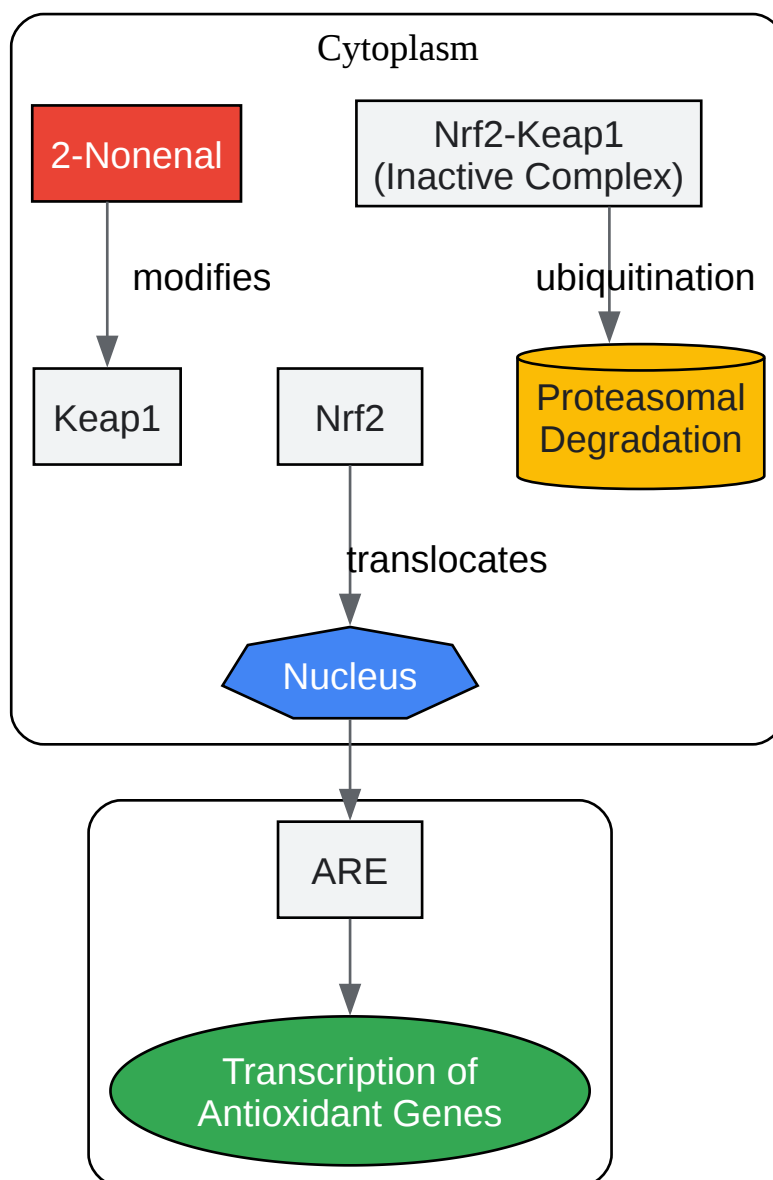 Cytoplasm
2-Nonenal
Nrf2-Keap1
(Inactive Complex)
modifies
ubiquitination
Keap1
Nrf2
Proteasomal
Degradation
translocates
Nucleus
ARE
Transcription of
Antioxidant Genes